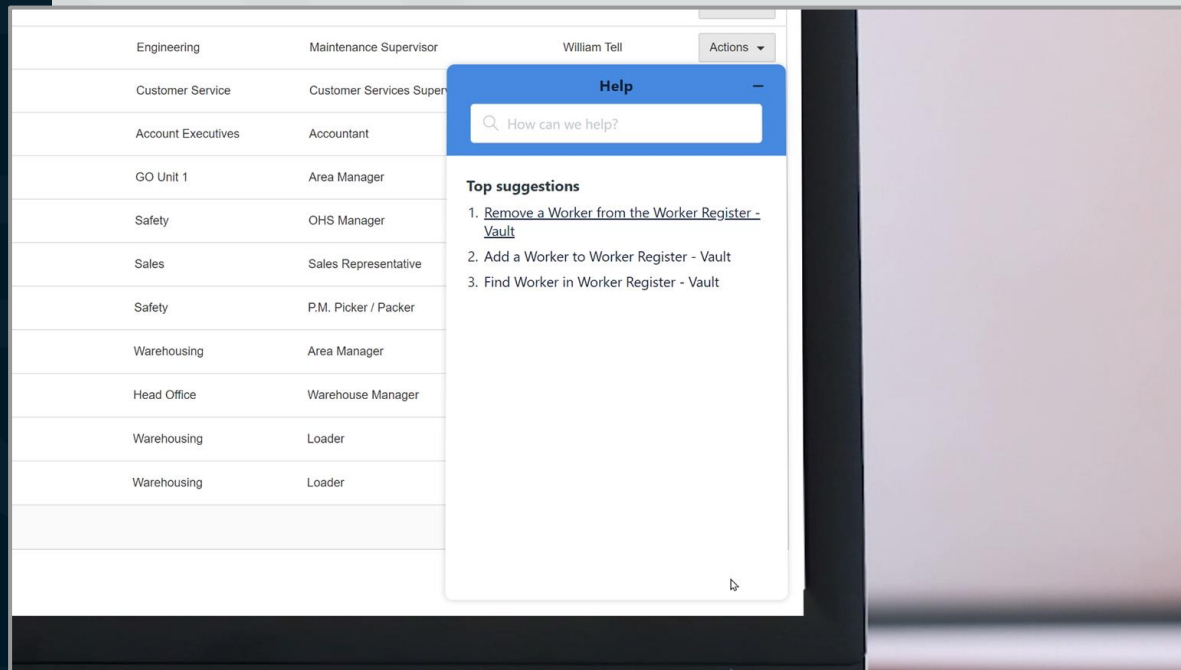 Engineering Maintenance Supervisor William Tell Actions
Customer Service Customer Services Superv
Account Executives Accountant
GO Unit 1 Area Manager
Safety OHS Manager
Sales Sales Representative
Safety P.M. Picker / Packer
Warehousing Area Manager
Head Office Warehouse Manager
Warehousing Loader
Warehousing Loader
Help
How can we help?
Top suggestions
1. Remove a Worker from the Worker Register -
Vault
2. Add a Worker to Worker Register - Vault
3. Find Worker in Worker Register - Vault